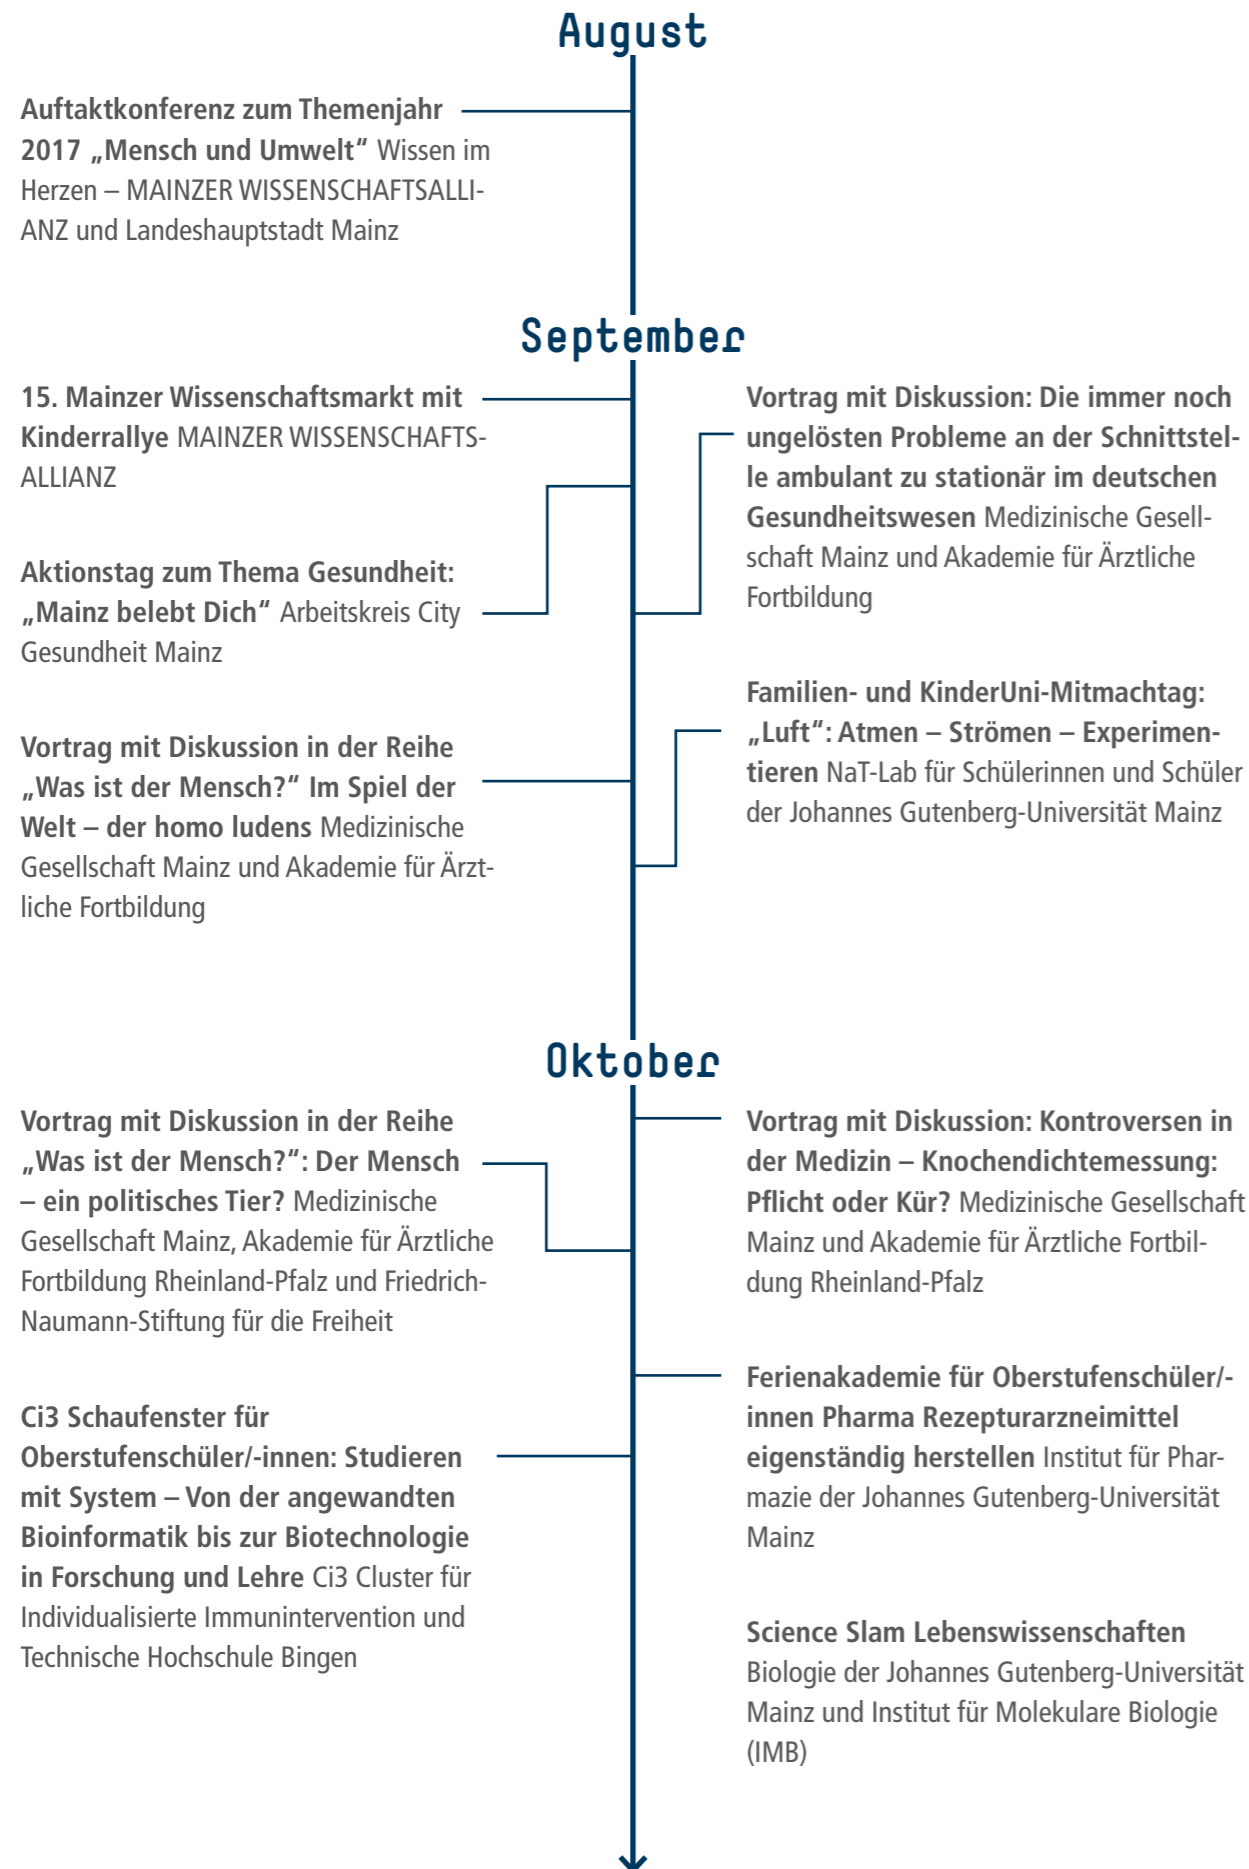 August
Auftaktkonferenz zum Themenjahr
2017 „Mensch und Umwelt“ Wissen im
Herzen – MAINZER WISSENSCHAFTSALLI-
ANZ und Landeshauptstadt Mainz
September
15. Mainzer Wissenschaftsmarkt mit
Kinderrallye MAINZER WISSENSCHAFTS-
ALLIANZ
Aktionstag zum Thema Gesundheit:
„Mainz belebt Dich“ Arbeitskreis City
Gesundheit Mainz
Vortrag mit Diskussion in der Reihe
„Was ist der Mensch?“ Im Spiel der
Welt – der homo ludens Medizinische
Gesellschaft Mainz und Akademie für Ärzt-
liche Fortbildung
Vortrag mit Diskussion: Die immer noch
ungelösten Probleme an der Schnittstel-
le ambulant zu stationär im deutschen
Gesundheitswesen Medizinische Gesell-
schaft Mainz und Akademie für Ärztliche
Fortbildung
Familien- und KinderUni-Mitmachtag:
„Luft“: Atmen – Strömen – Experimen-
tieren NaT-Lab für Schülerinnen und Schüler
der Johannes Gutenberg-Universität Mainz
Oktober
Vortrag mit Diskussion in der Reihe
„Was ist der Mensch?“: Der Mensch
– ein politisches Tier? Medizinische
Gesellschaft Mainz, Akademie für Ärztliche
Fortbildung Rheinland-Pfalz und Friedrich-
Naumann-Stiftung für die Freiheit
Ci3 Schaufenster für
Oberstufenschüler/-innen: Studieren
mit System – Von der angewandten
Bioinformatik bis zur Biotechnologie
in Forschung und Lehre Ci3 Cluster für
Individualisierte Immunintervention und
Technische Hochschule Bingen
Vortrag mit Diskussion: Kontroversen in
der Medizin – Knochendichtemessung:
Pflicht oder Kür? Medizinische Gesellschaft
Mainz und Akademie für Ärztliche Fortbil-
dung Rheinland-Pfalz
Ferienakademie für Oberstufenschüler/-
innen Pharma Rezepturarzneimittel
eigenständig herstellen Institut für Phar-
mazie der Johannes Gutenberg-Universität
Mainz
Science Slam Lebenswissenschaften
Biologie der Johannes Gutenberg-Universität
Mainz und Institut für Molekulare Biologie
(IMB)